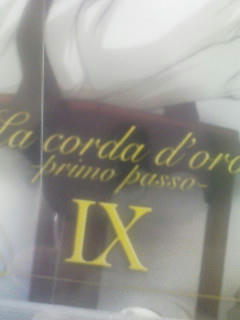 La corda d'oro
-primo passo-
IX